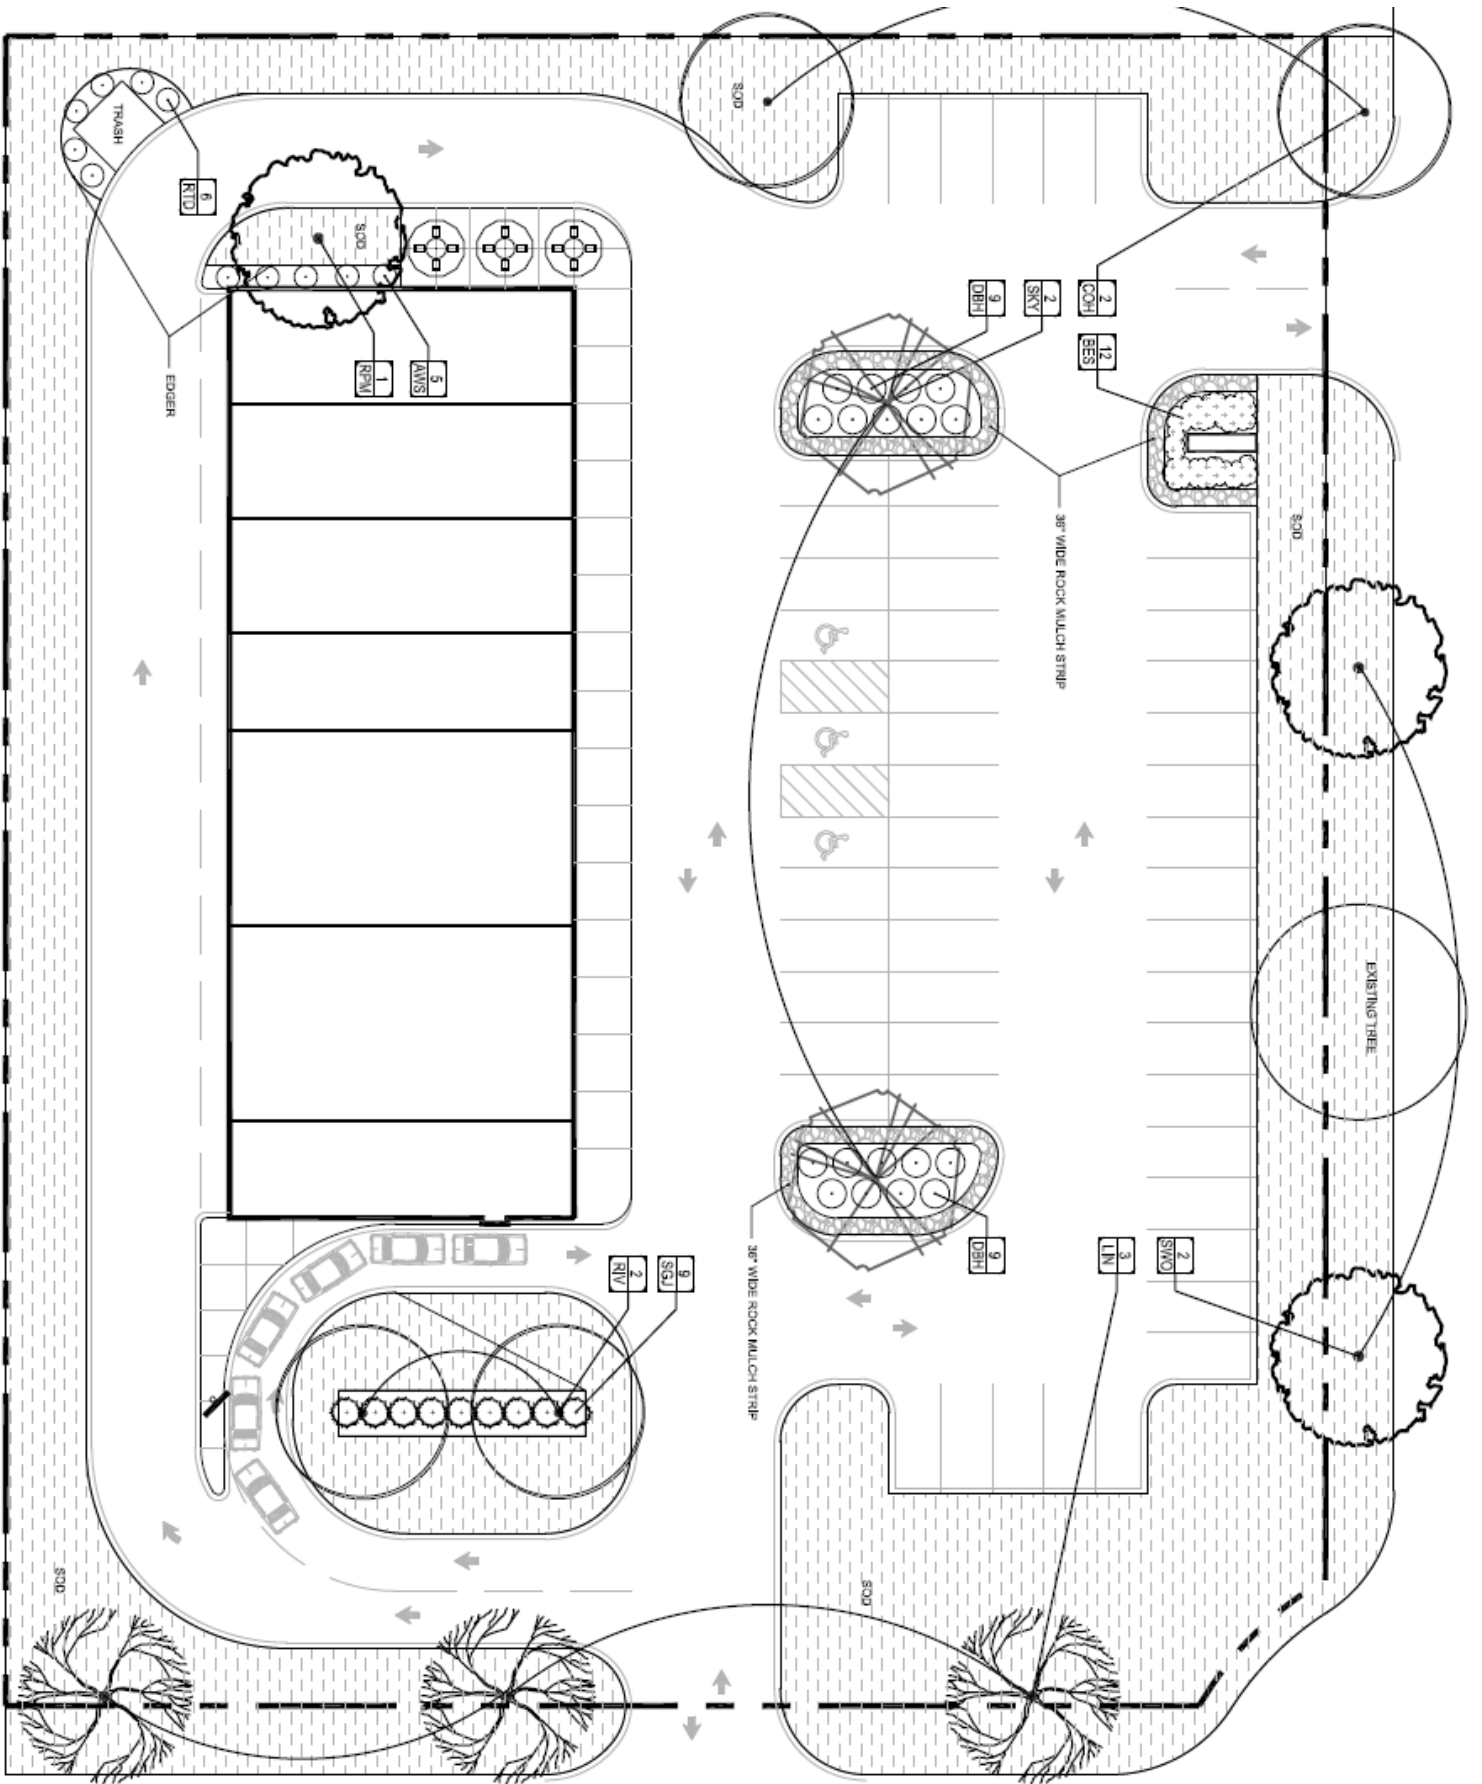 SOD
TRASH
6
RTD
SOD
9
DBH
2
SKY
2
COH
12
BES
1
RPM
5
AWS
EDGER
SOD
36" WIDE ROCK MULCH STRIP
EXISTING TREE
9
DBH
3
LIN
2
SWO
2
RIV
9
SGJ
36" WIDE ROCK MULCH STRIP
SOD
SOD